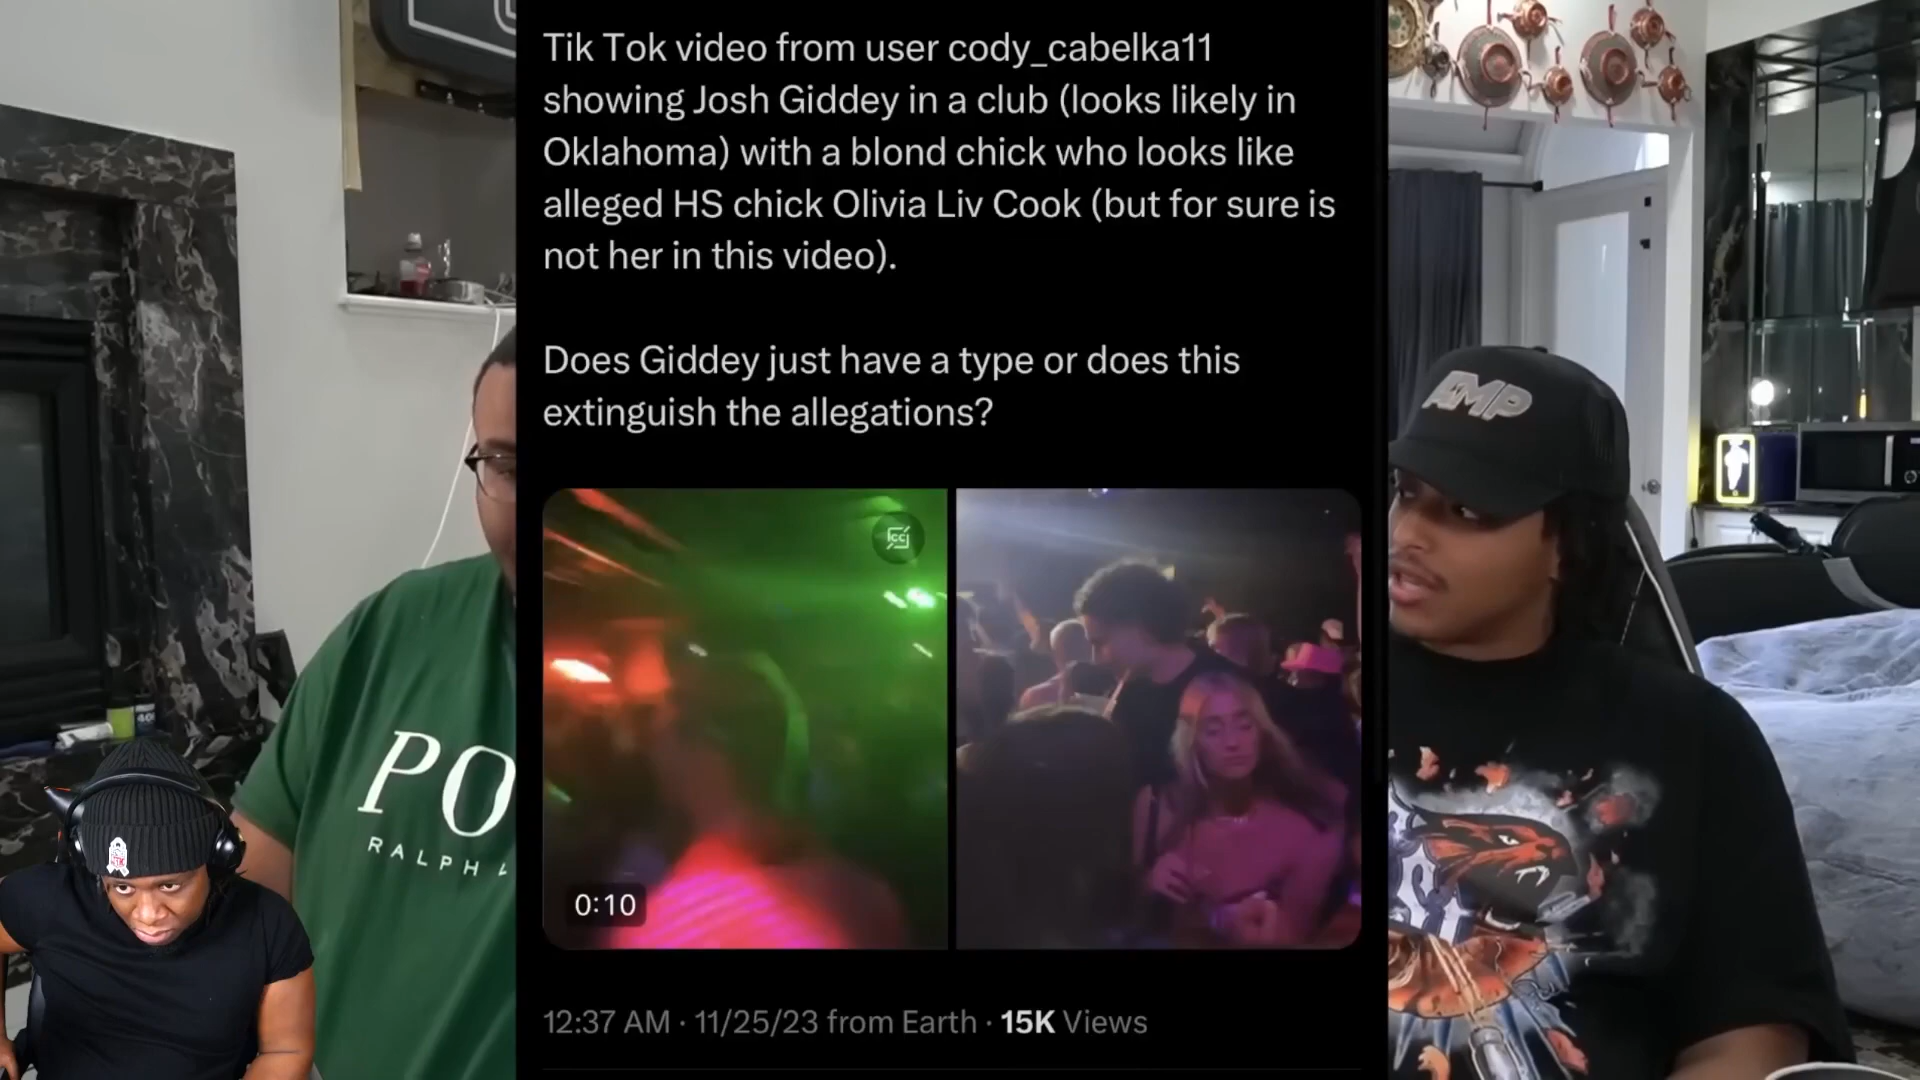 Tik Tok video from user cody_cabelka11
showing Josh Giddey in a club (looks likely in
Oklahoma) with a blond chick who looks like
alleged HS chick Olivia Liv Cook (but for sure is
not her in this video).
Does Giddey just have a type or does this
extinguish the allegations?
AMP
PO
RALPH L
0:10
12:37 AM · 11/25/23 from Earth · 15K Views